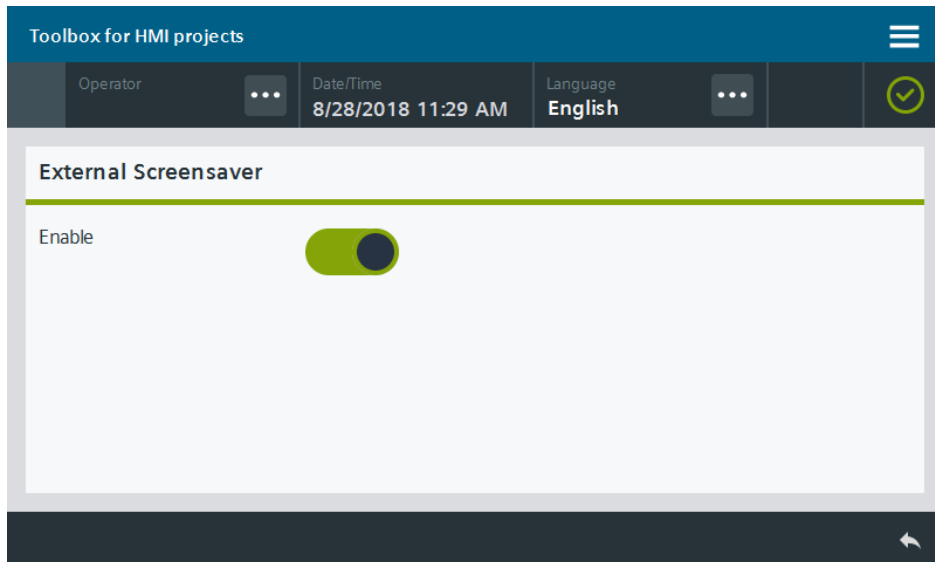 Toolbox for HMI projects
Operator
Date/Time
8/28/2018 11:29 AM
Language
English
External Screensaver
Enable